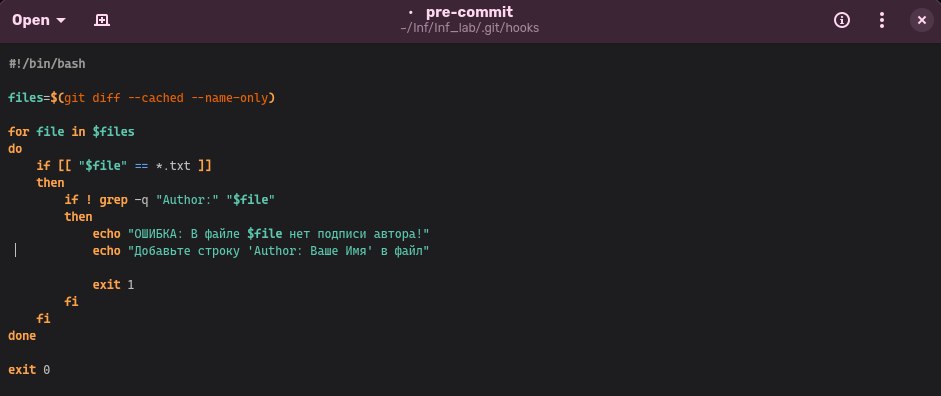 Open
• pre-commit
~/Inf/Inf_lab/.git/hooks
#!/bin/bash
files=$(git diff --cached --name-only)
for file in $files
do
    if [[ "$file" == *.txt ]]
    then
        if ! grep -q "Author:" "$file"
        then
            echo "ОШИБКА: В файле $file нет подписи автора!"
            echo "Добавьте строку 'Author: Ваше Имя' в файл"
            exit 1
        fi
    fi
done
exit 0